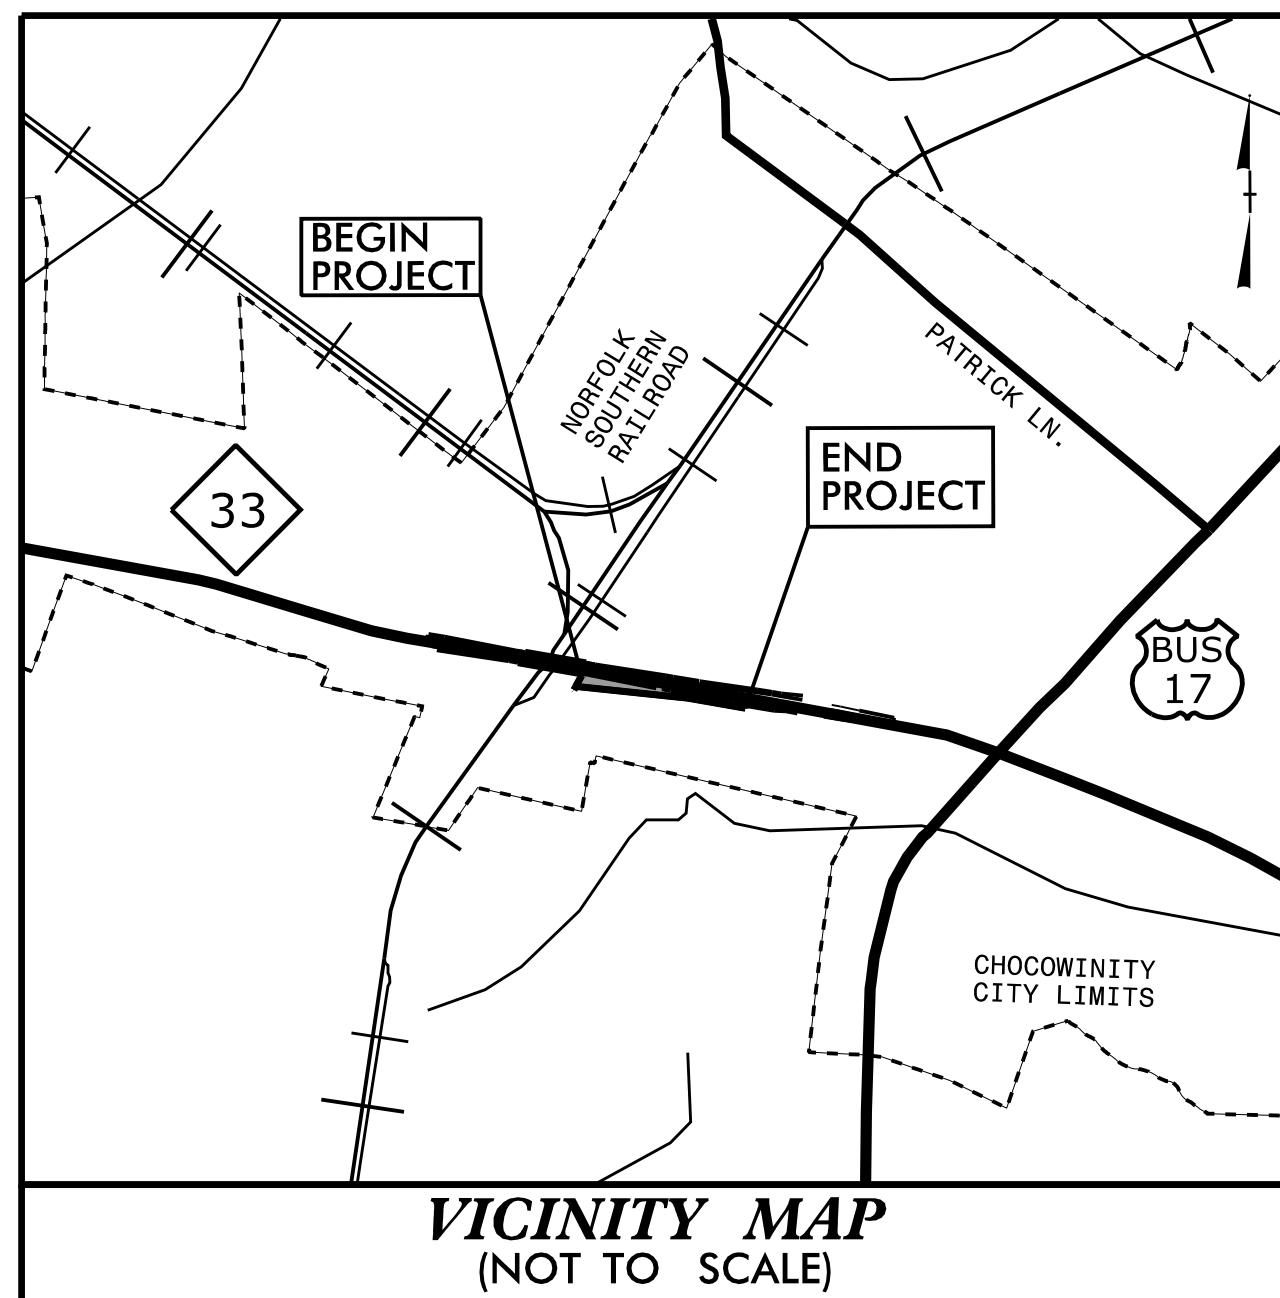 BEGIN
PROJECT
NORFOLK
SOUTHERN
RAILROAD
PATRICK LN.
END
PROJECT
33
BUS
17
CHOCOWINITY
CITY LIMITS
VICINITY MAP
(NOT TO SCALE)